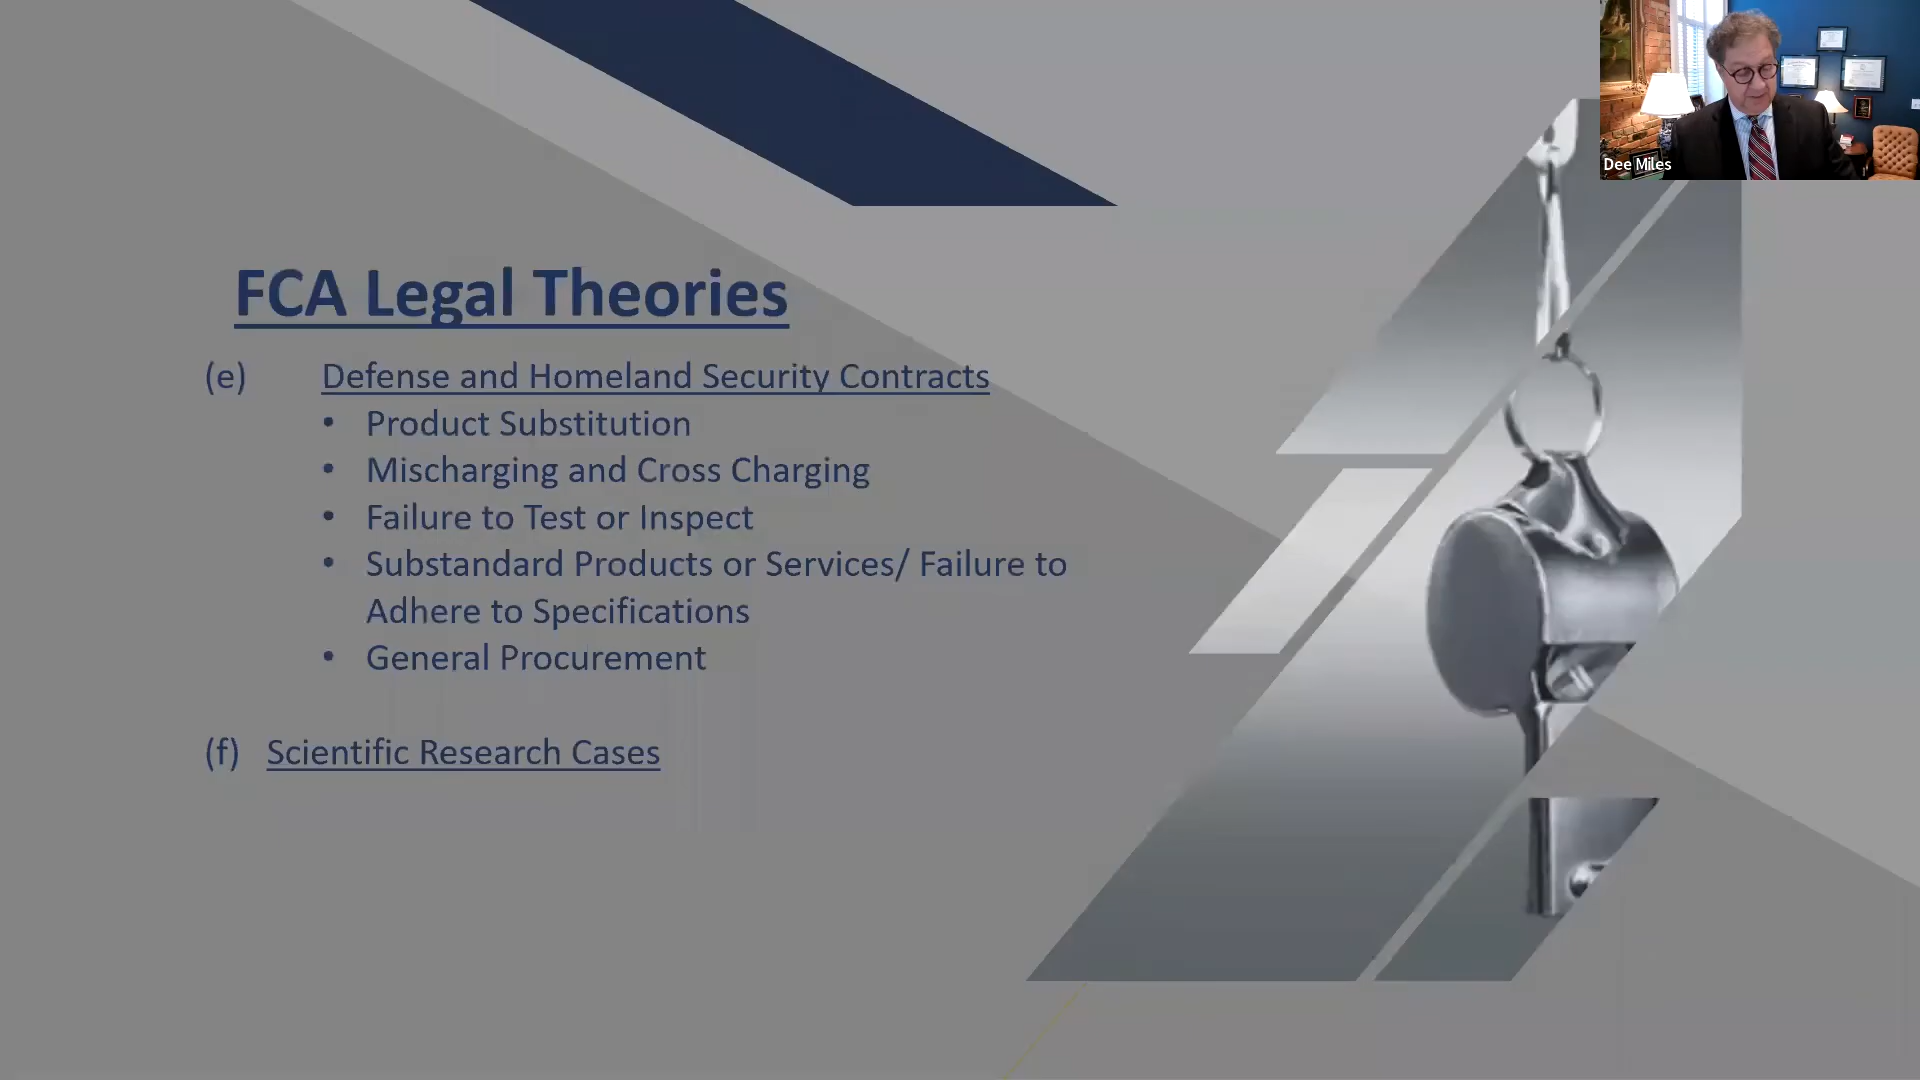 Dee Miles
FCA Legal Theories
(e) Defense and Homeland Security Contracts
• Product Substitution
• Mischarging and Cross Charging
• Failure to Test or Inspect
• Substandard Products or Services/ Failure to
Adhere to Specifications
• General Procurement
(f) Scientific Research Cases